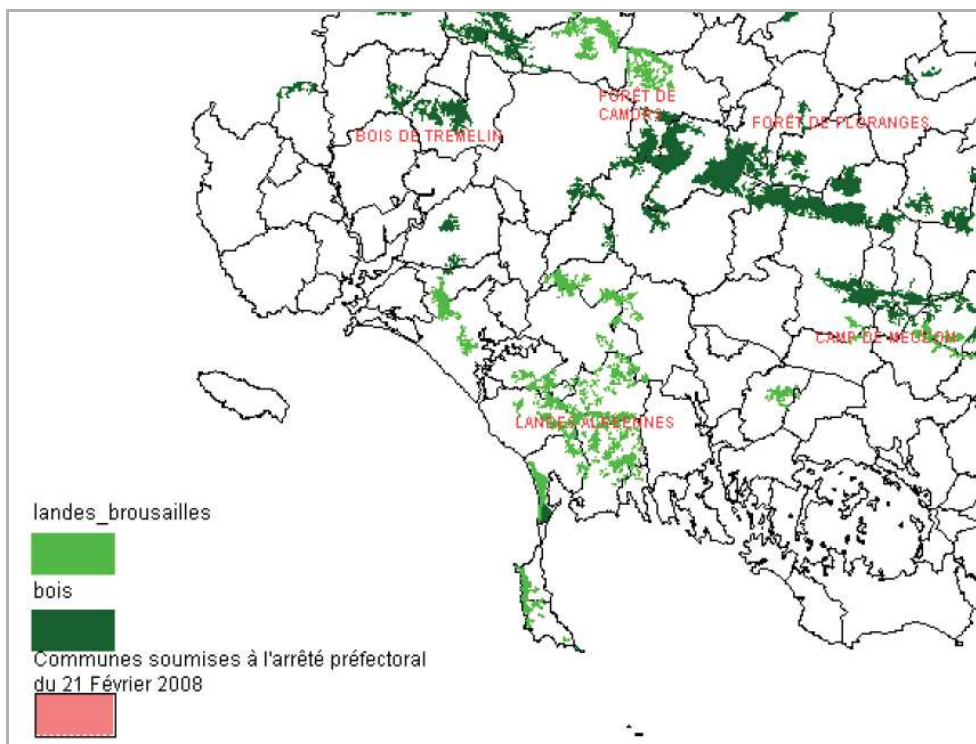 FORÊT DE
CAMORS
FORÊT DE FLORANGES
BOIS DE TREMELIN
CAMP DE MEUCON
LANDES ALREENNES
landes_brousailles
bois
Communes soumises à l'arrêté préfectoral
du 21 Février 2008